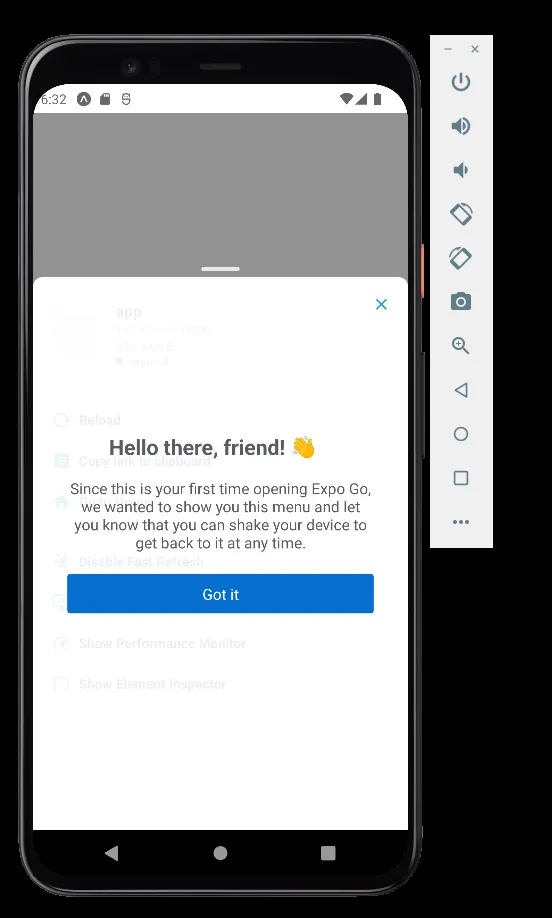 6:32
app
Reload
Hello there, friend! 👋
Copy link to clipboard
Since this is your first time opening Expo Go,
we wanted to show you this menu and let
you know that you can shake your device to
get back to it at any time.
Disable Fast Refresh
Got it
Show Performance Monitor
Show Element Inspector